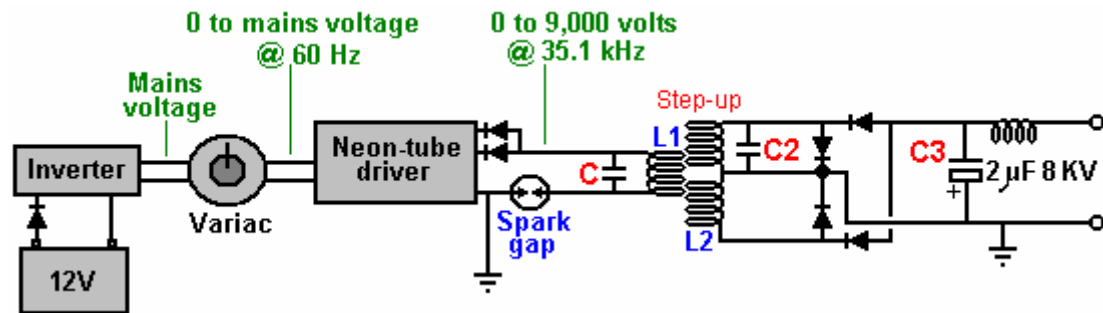 0 to mains voltage
@ 60 Hz
0 to 9,000 volts
@ 35.1 kHz
Mains
voltage
Step-up
L1
Inverter
Neon-tube
driver
C
C2
C3
2 µF 8 KV
+
Variac
Spark
gap
L2
12V